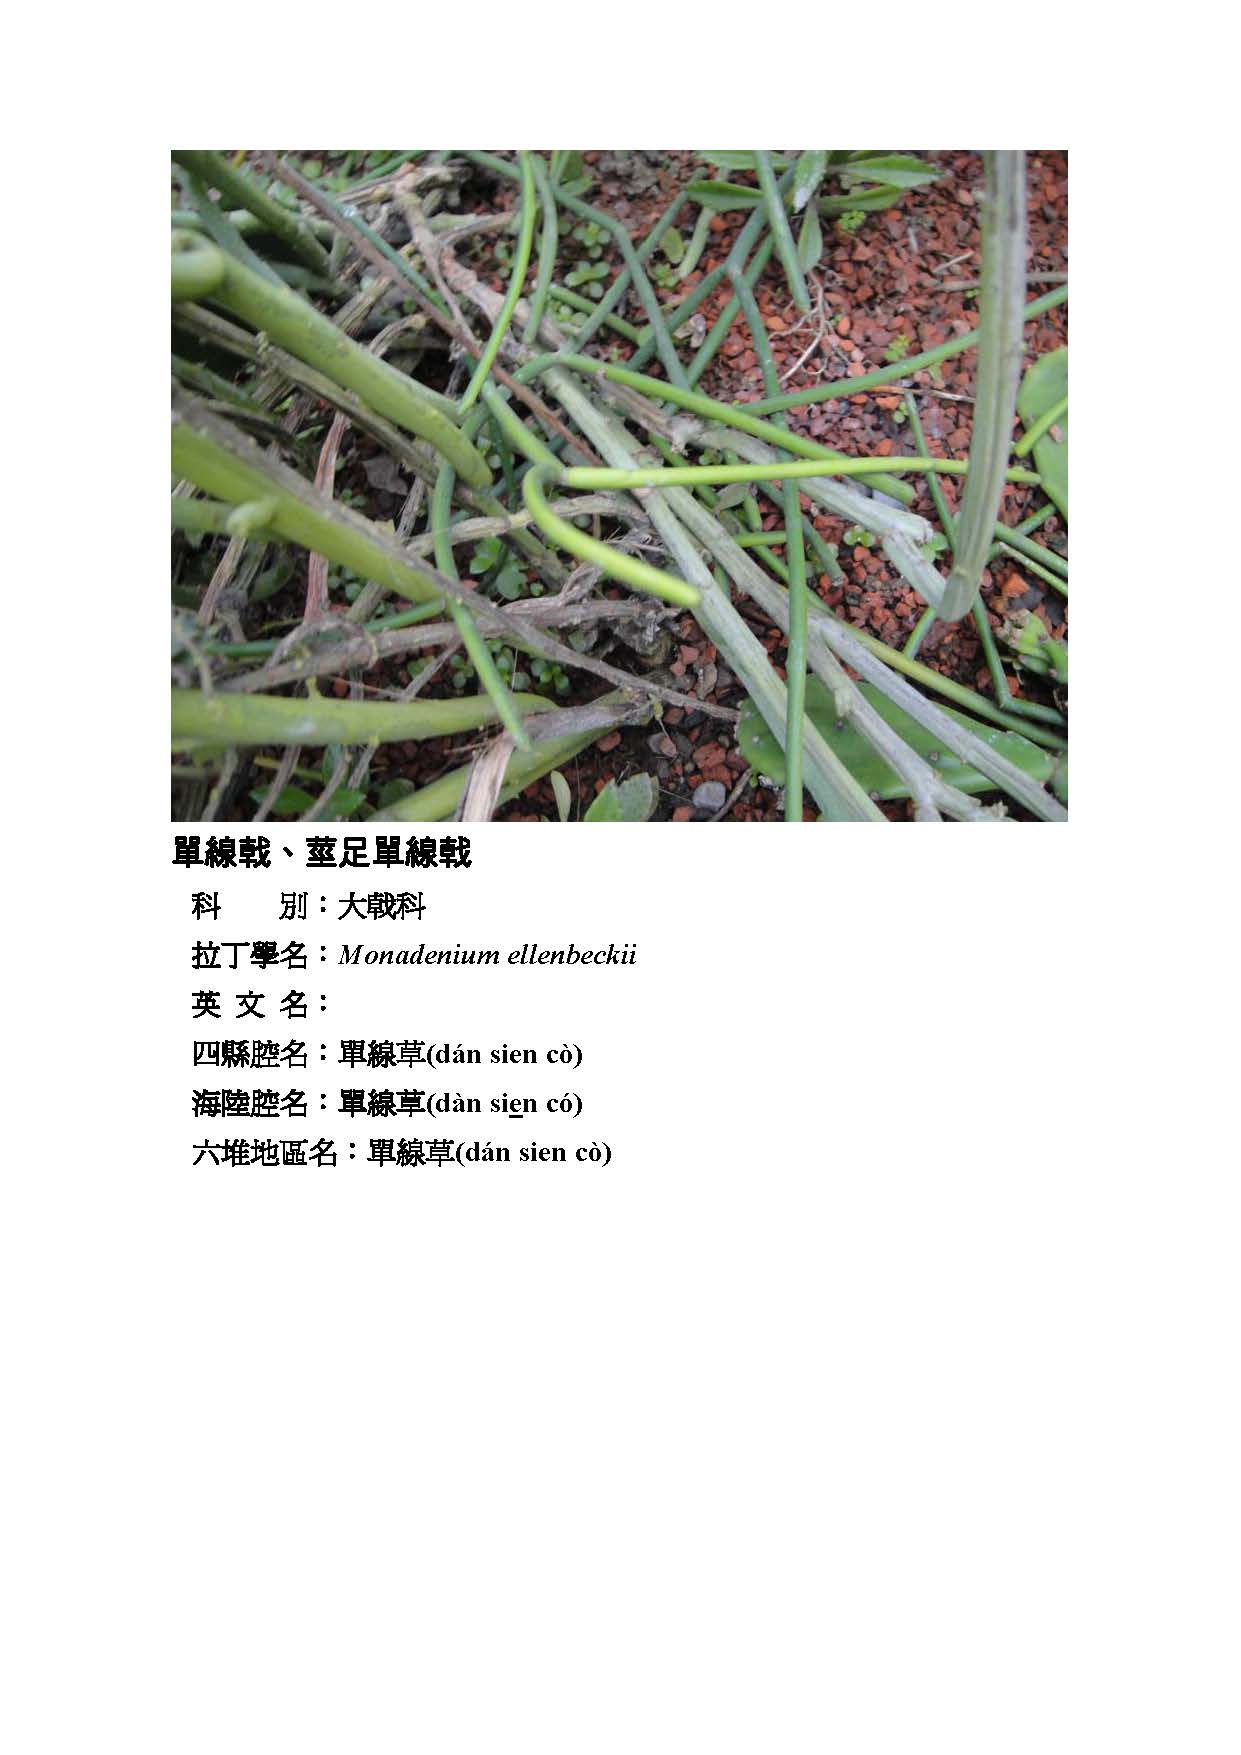 單線戟、莖足單線戟
科　　別：大戟科
拉丁學名：Monadenium ellenbeckii
英 文 名：
四縣腔名：單線草(dán sien cò)
海陸腔名：單線草(dàn sien có)
六堆地區名：單線草(dán sien cò)